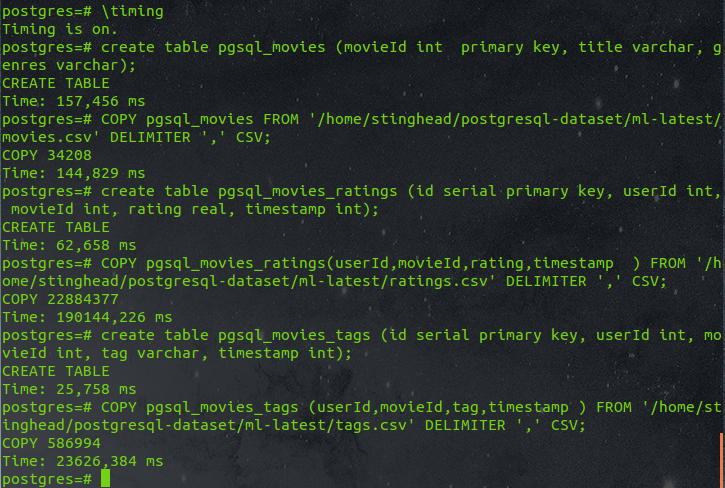 postgres=# \timing
Timing is on.
postgres=# create table pgsql_movies (movieId int  primary key, title varchar, g
enres varchar);
CREATE TABLE
Time: 157,456 ms
postgres=# COPY pgsql_movies FROM '/home/stinghead/postgresql-dataset/ml-latest/
movies.csv' DELIMITER ',' CSV;
COPY 34208
Time: 144,829 ms
postgres=# create table pgsql_movies_ratings (id serial primary key, userId int,
 movieId int, rating real, timestamp int);
CREATE TABLE
Time: 62,658 ms
postgres=# COPY pgsql_movies_ratings(userId,movieId,rating,timestamp  ) FROM '/h
ome/stinghead/postgresql-dataset/ml-latest/ratings.csv' DELIMITER ',' CSV;
COPY 22884377
Time: 190144,226 ms
postgres=# create table pgsql_movies_tags (id serial primary key, userId int, mo
vieId int, tag varchar, timestamp int);
CREATE TABLE
Time: 25,758 ms
postgres=# COPY pgsql_movies_tags (userId,movieId,tag,timestamp ) FROM '/home/st
inghead/postgresql-dataset/ml-latest/tags.csv' DELIMITER ',' CSV;
COPY 586994
Time: 23626,384 ms
postgres=#